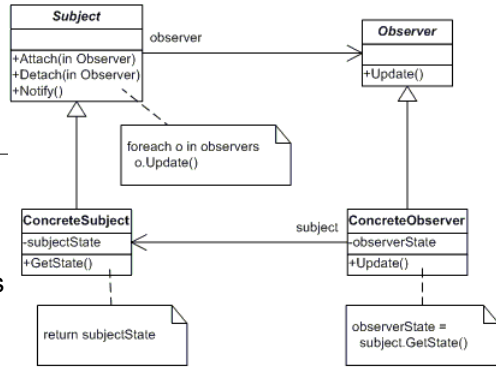 Subject
observer
Observer
+Attach(in Observer)
+Detach(in Observer)
+Notify()
+Update()
foreach o in observers
o.Update()
ConcreteSubject
-subjectState
+GetState()
subject
ConcreteObserver
-observerState
+Update()
s
return subjectState
observerState =
subject.GetState()